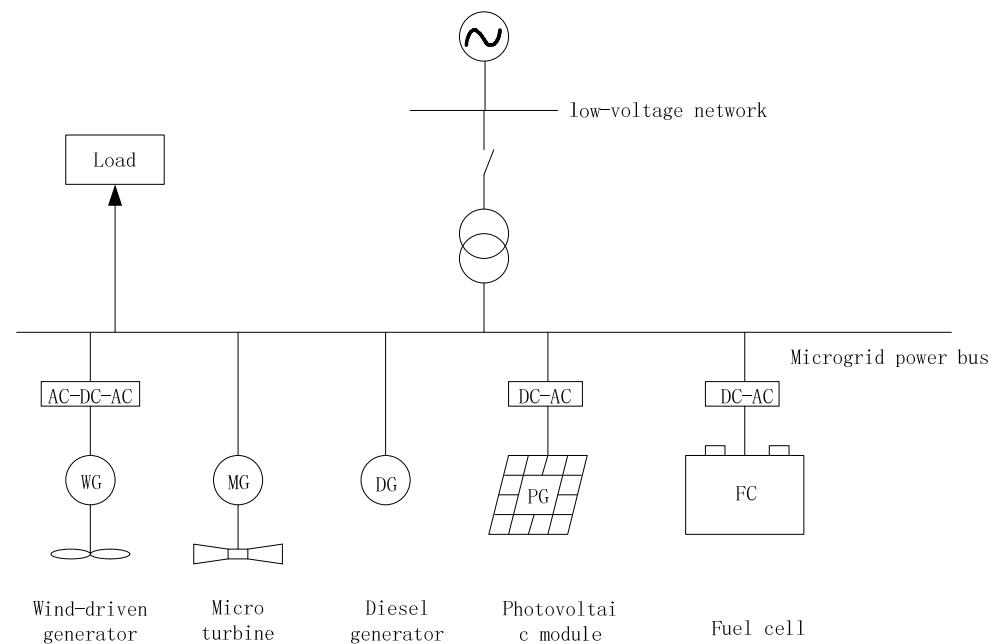 low-voltage network
Load
Microgrid power bus
AC-DC-AC
DC-AC
DC-AC
WG
MG
DG
PG
FC
Wind-driven
generator
Micro
turbine
Diesel
generator
Photovoltai
c module
Fuel cell